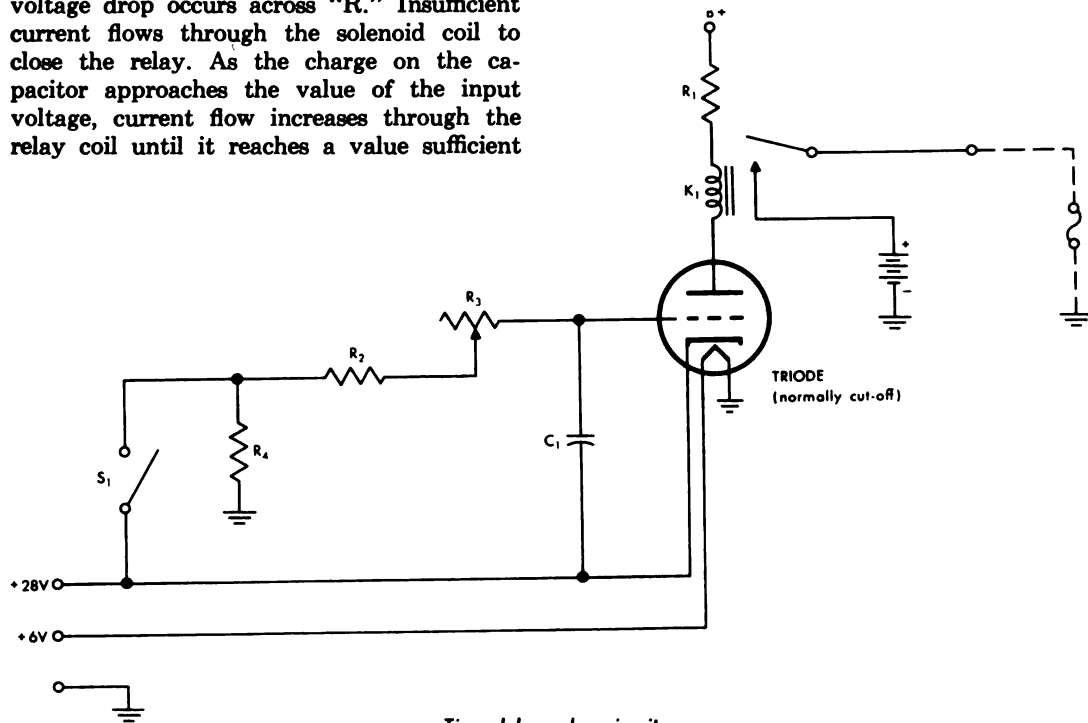 voltage drop occurs across "R." Insufficient
current flows through the solenoid coil to
close the relay. As the charge on the ca-
pacitor approaches the value of the input
voltage, current flow increases through the
relay coil until it reaches a value sufficient
B+
R₁
K₁
+
-
R₃
R₂
TRIODE
(normally cut-off)
C₁
R₄
S₁
+28V
+6V